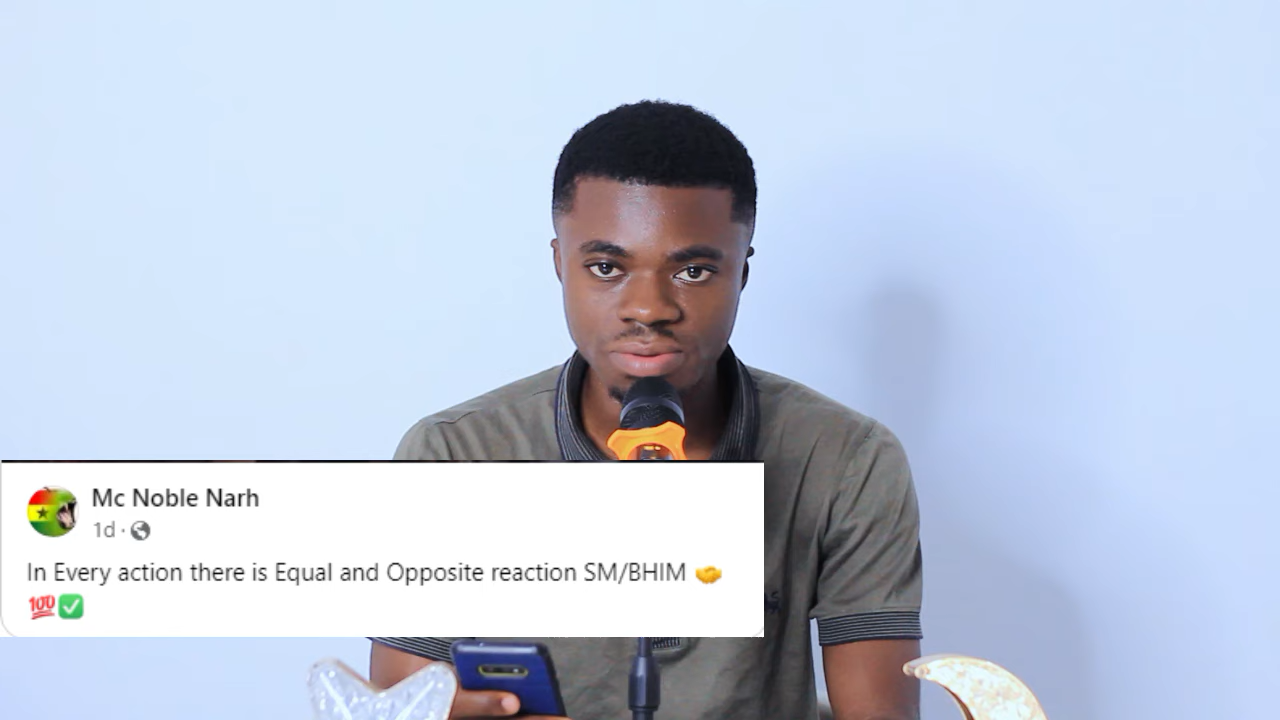 Mc Noble Narh
1d ·
In Every action there is Equal and Opposite reaction SM/BHIM 🤝
💯✅